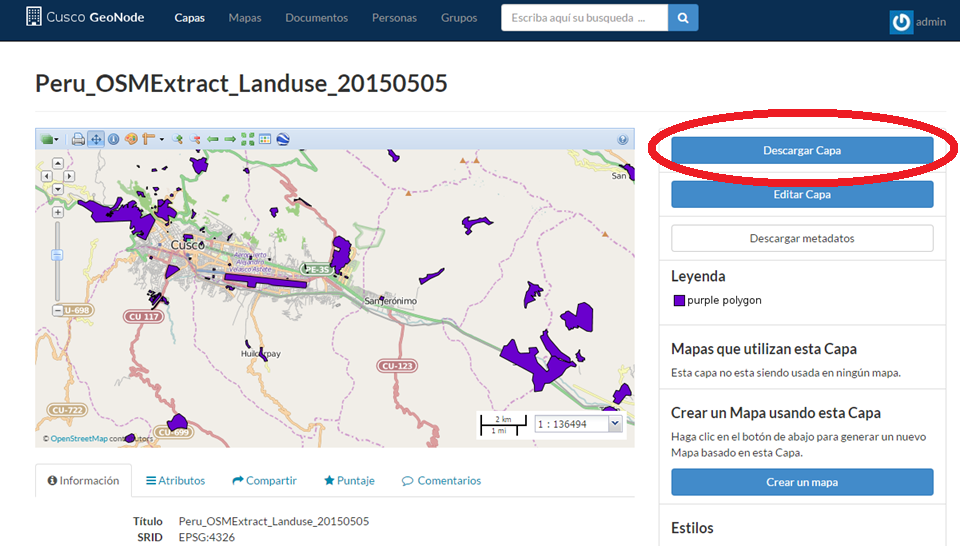 Cusco GeoNode
Capas
Mapas
Documentos
Personas
Grupos
Escriba aquí su busqueda ...
admin
Peru_OSMExtract_Landuse_20150505
Descargar Capa
Editar Capa
Descargar metadatos
Leyenda
purple polygon
Mapas que utilizan esta Capa
Esta capa no esta siendo usada en ningún mapa.
Crear un Mapa usando esta Capa
Haga clic en el botón de abajo para generar un nuevo
Mapa basado en esta Capa.
Crear un mapa
Estilos
San
Cusco
Aeropuerto
Alejandro
Velasco Astete
PE-3S
San Jerónimo
U-698
CU 117
Huilcarpay
CU-123
CU-722
CU-693
2 km
1 mi
1 : 136494
© OpenStreetMap contributors
Información
Atributos
Compartir
Puntaje
Comentarios
Título Peru_OSMExtract_Landuse_20150505
SRID EPSG:4326